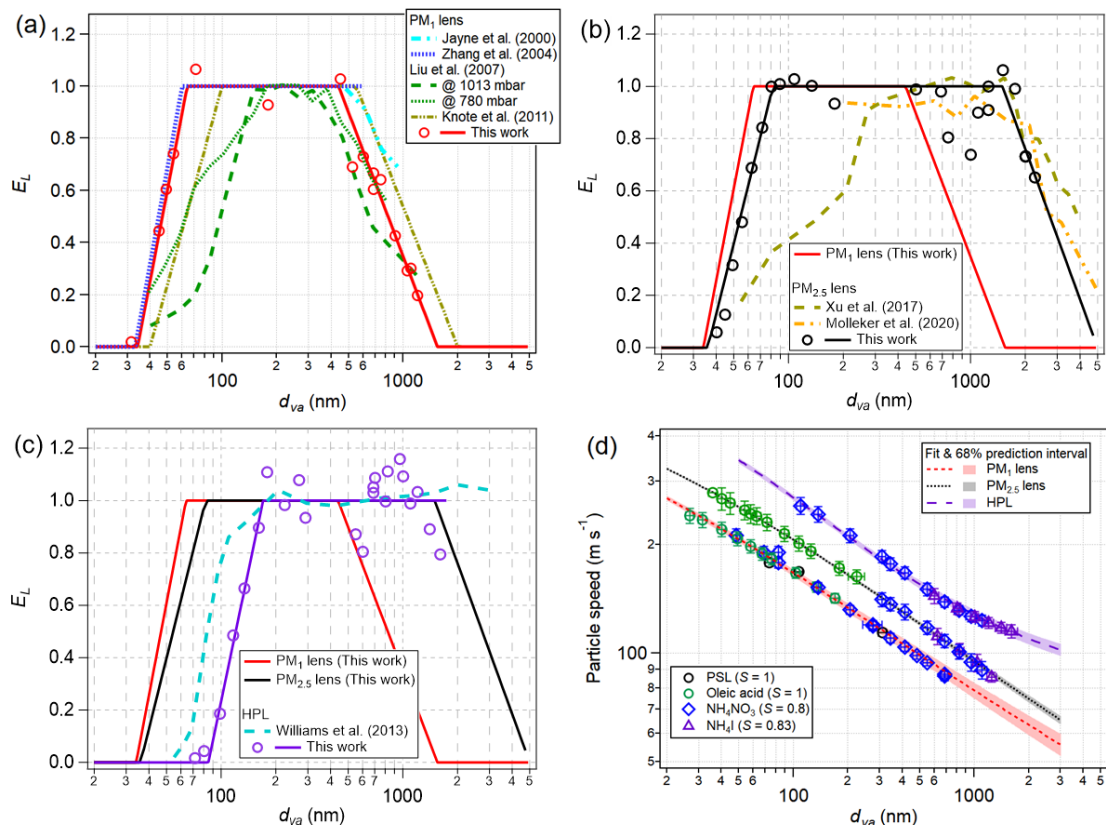 (a)
1.2
1.0
0.8
0.6
0.4
0.2
0.0
E_L
PM₁ lens
Jayne et al. (2000)
Zhang et al. (2004)
Liu et al. (2007)
@ 1013 mbar
@ 780 mbar
Knote et al. (2011)
This work
2 3 4 5 6 7 100 2 3 4 5 6 7 1000 2 3 4 5
d_va (nm)
(b)
1.2
1.0
0.8
0.6
0.4
0.2
0.0
E_L
PM₁ lens (This work)
PM₂.₅ lens
Xu et al. (2017)
Molleker et al. (2020)
This work
2 3 4 5 6 7 100 2 3 4 5 6 7 1000 2 3 4 5
d_va (nm)
(c)
1.2
1.0
0.8
0.6
0.4
0.2
0.0
E_L
PM₁ lens (This work)
PM₂.₅ lens (This work)
HPL
Williams et al. (2013)
This work
2 3 4 5 6 7 100 2 3 4 5 6 7 1000 2 3 4 5
d_va (nm)
(d)
4
3
2
100
9
8
7
6
5
Particle speed (m s⁻¹)
Fit & 68% prediction interval
PM₁ lens
PM₂.₅ lens
HPL
PSL (S = 1)
Oleic acid (S = 1)
NH₄NO₃ (S = 0.8)
NH₄I (S = 0.83)
2 3 4 5 6 100 2 3 4 5 6 1000 2 3 4 5
d_va (nm)